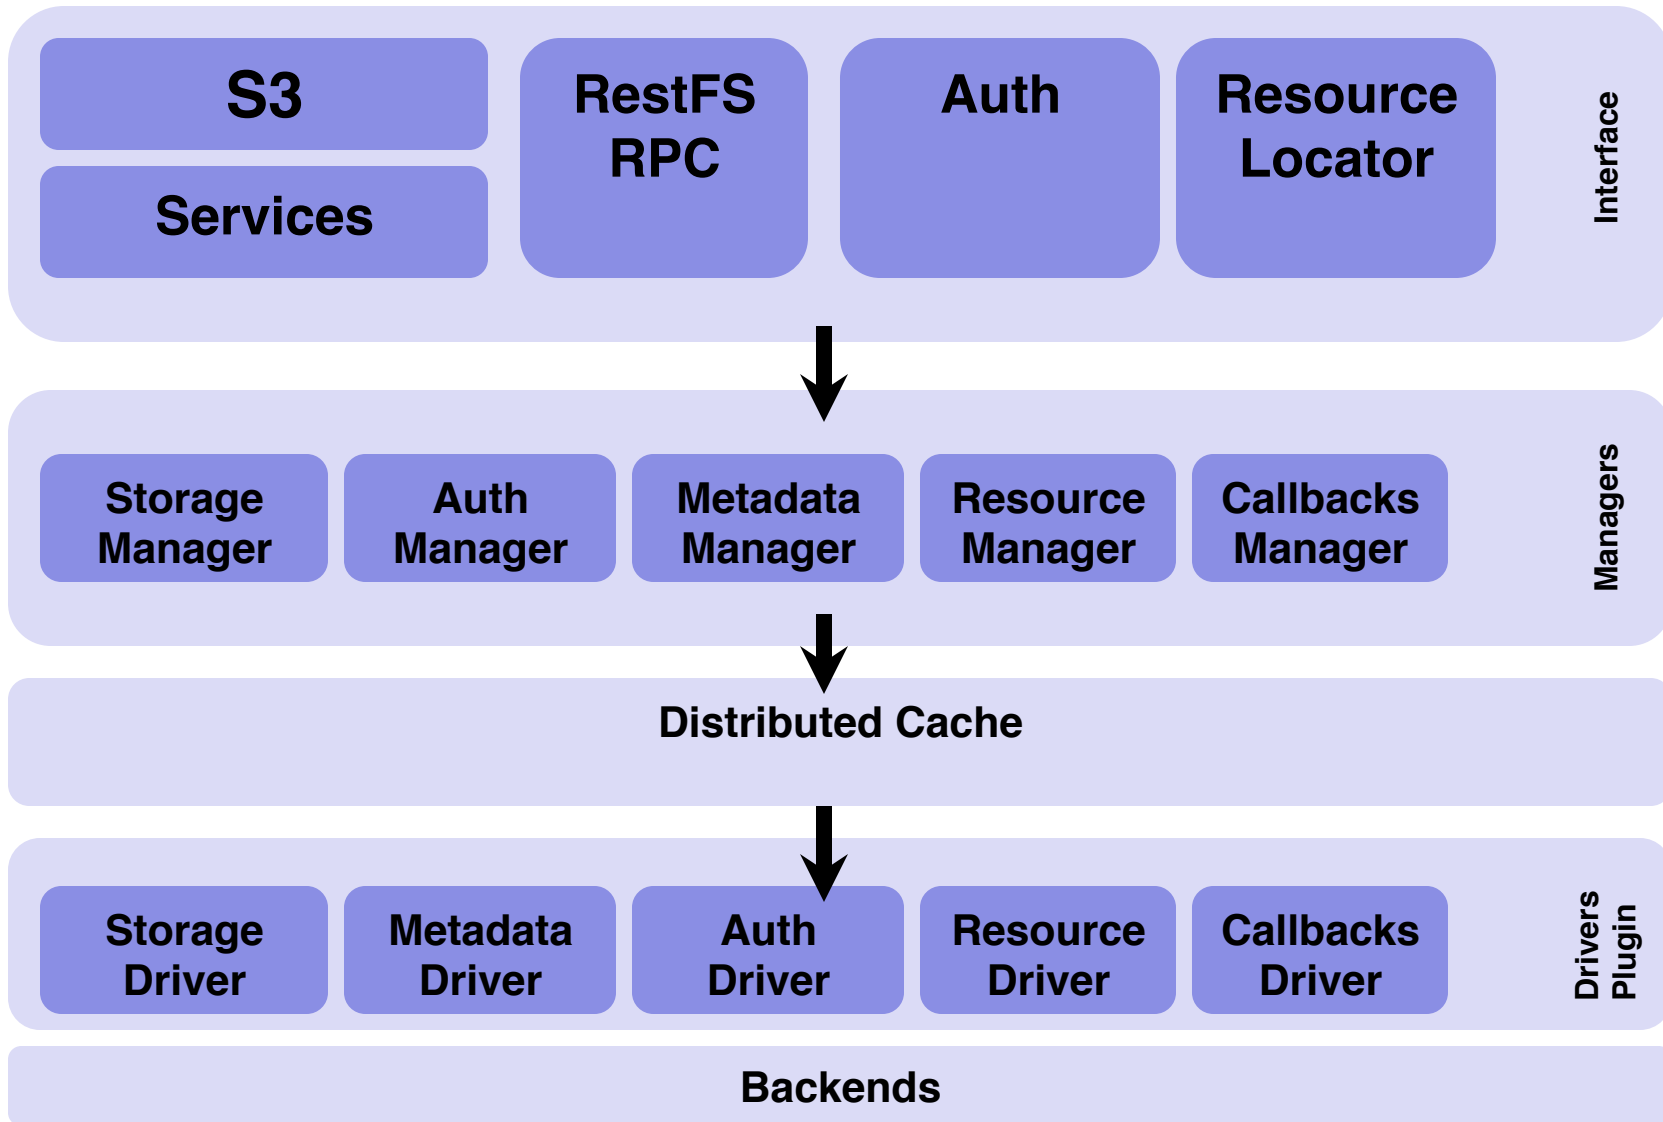 S3
Services
RestFS
RPC
Auth
Resource
Locator
Interface
Storage
Manager
Auth
Manager
Metadata
Manager
Resource
Manager
Callbacks
Manager
Managers
Distributed Cache
Storage
Driver
Metadata
Driver
Auth
Driver
Resource
Driver
Callbacks
Driver
Drivers
Plugin
Backends